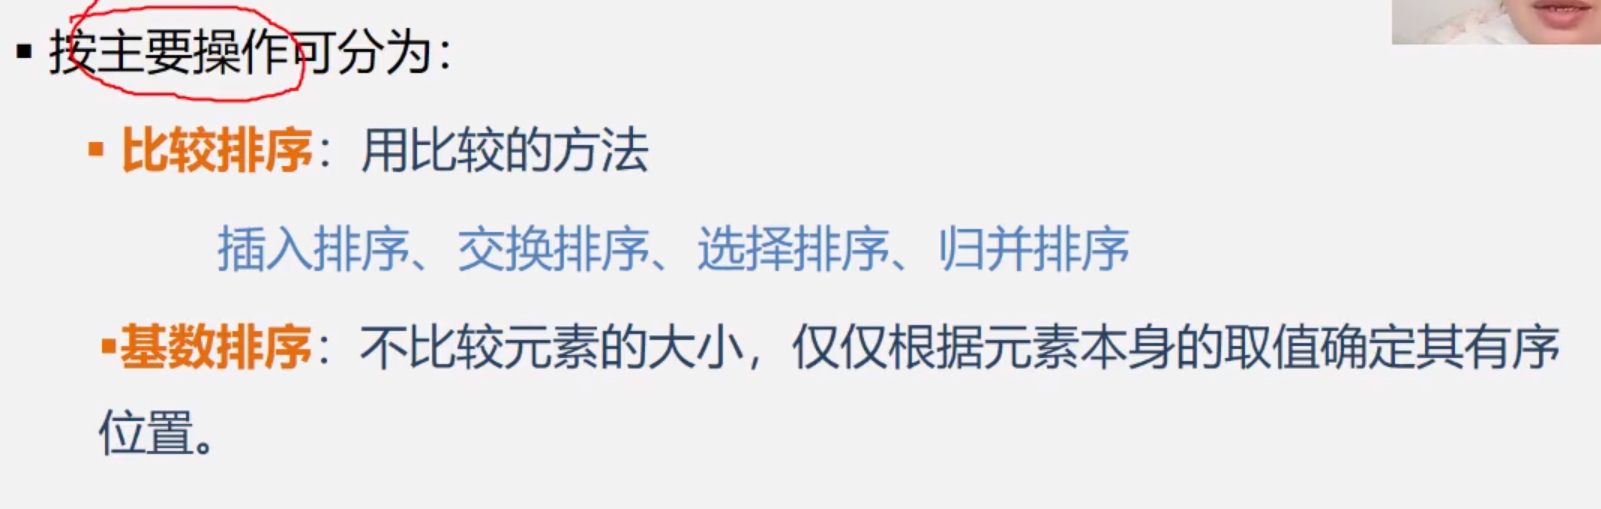 ▪ 按主要操作可分为：
▪ 比较排序：用比较的方法
插入排序、交换排序、选择排序、归并排序
▪基数排序：不比较元素的大小，仅仅根据元素本身的取值确定其有序
位置。